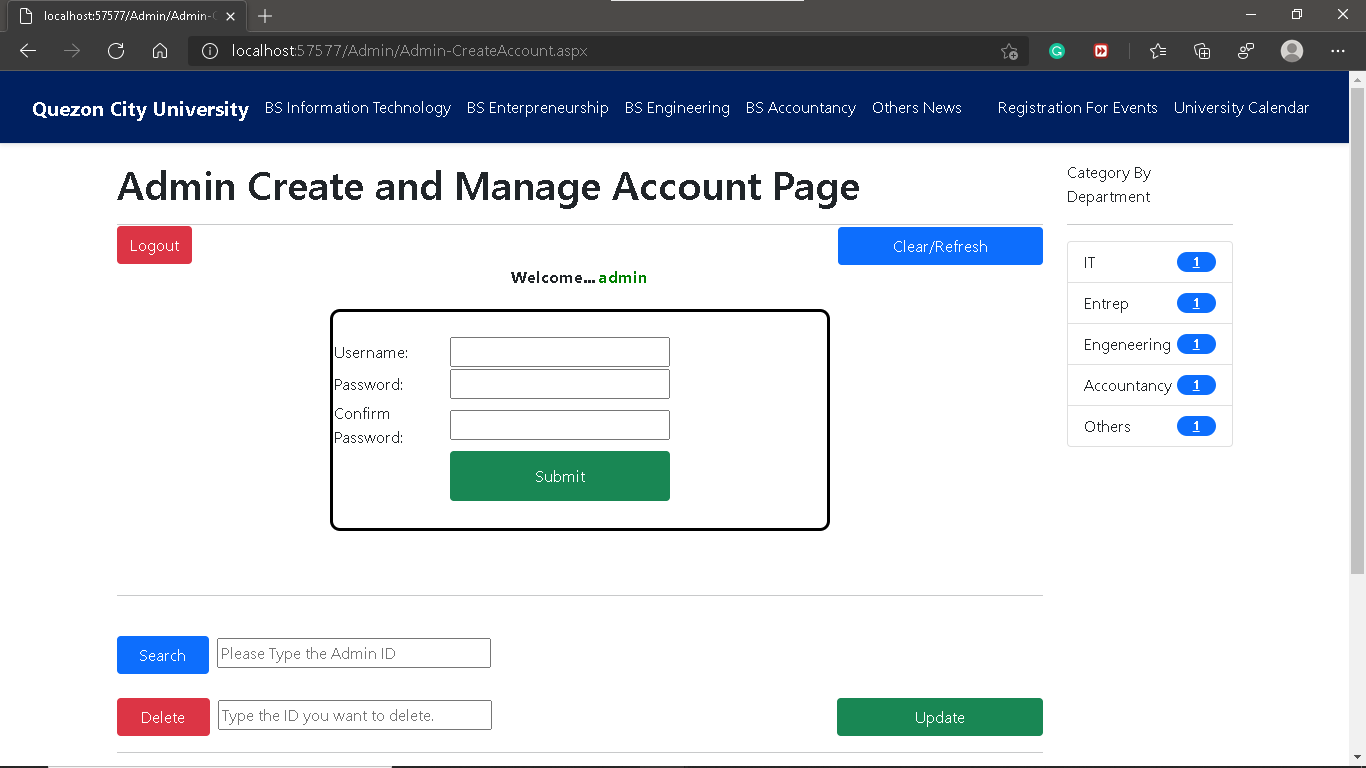 localhost:57577/Admin/Admin-C
localhost:57577/Admin/Admin-CreateAccount.aspx
Quezon City University BS Information Technology BS Enterpreneurship BS Engineering BS Accountancy Others News Registration For Events University Calendar
Admin Create and Manage Account Page
Logout
Clear/Refresh
Welcome... admin
Username:
Password:
Confirm
Password:
Submit
Search Please Type the Admin ID
Delete Type the ID you want to delete.
Update
Category By
Department
IT 1
Entrep 1
Engeneering 1
Accountancy 1
Others 1